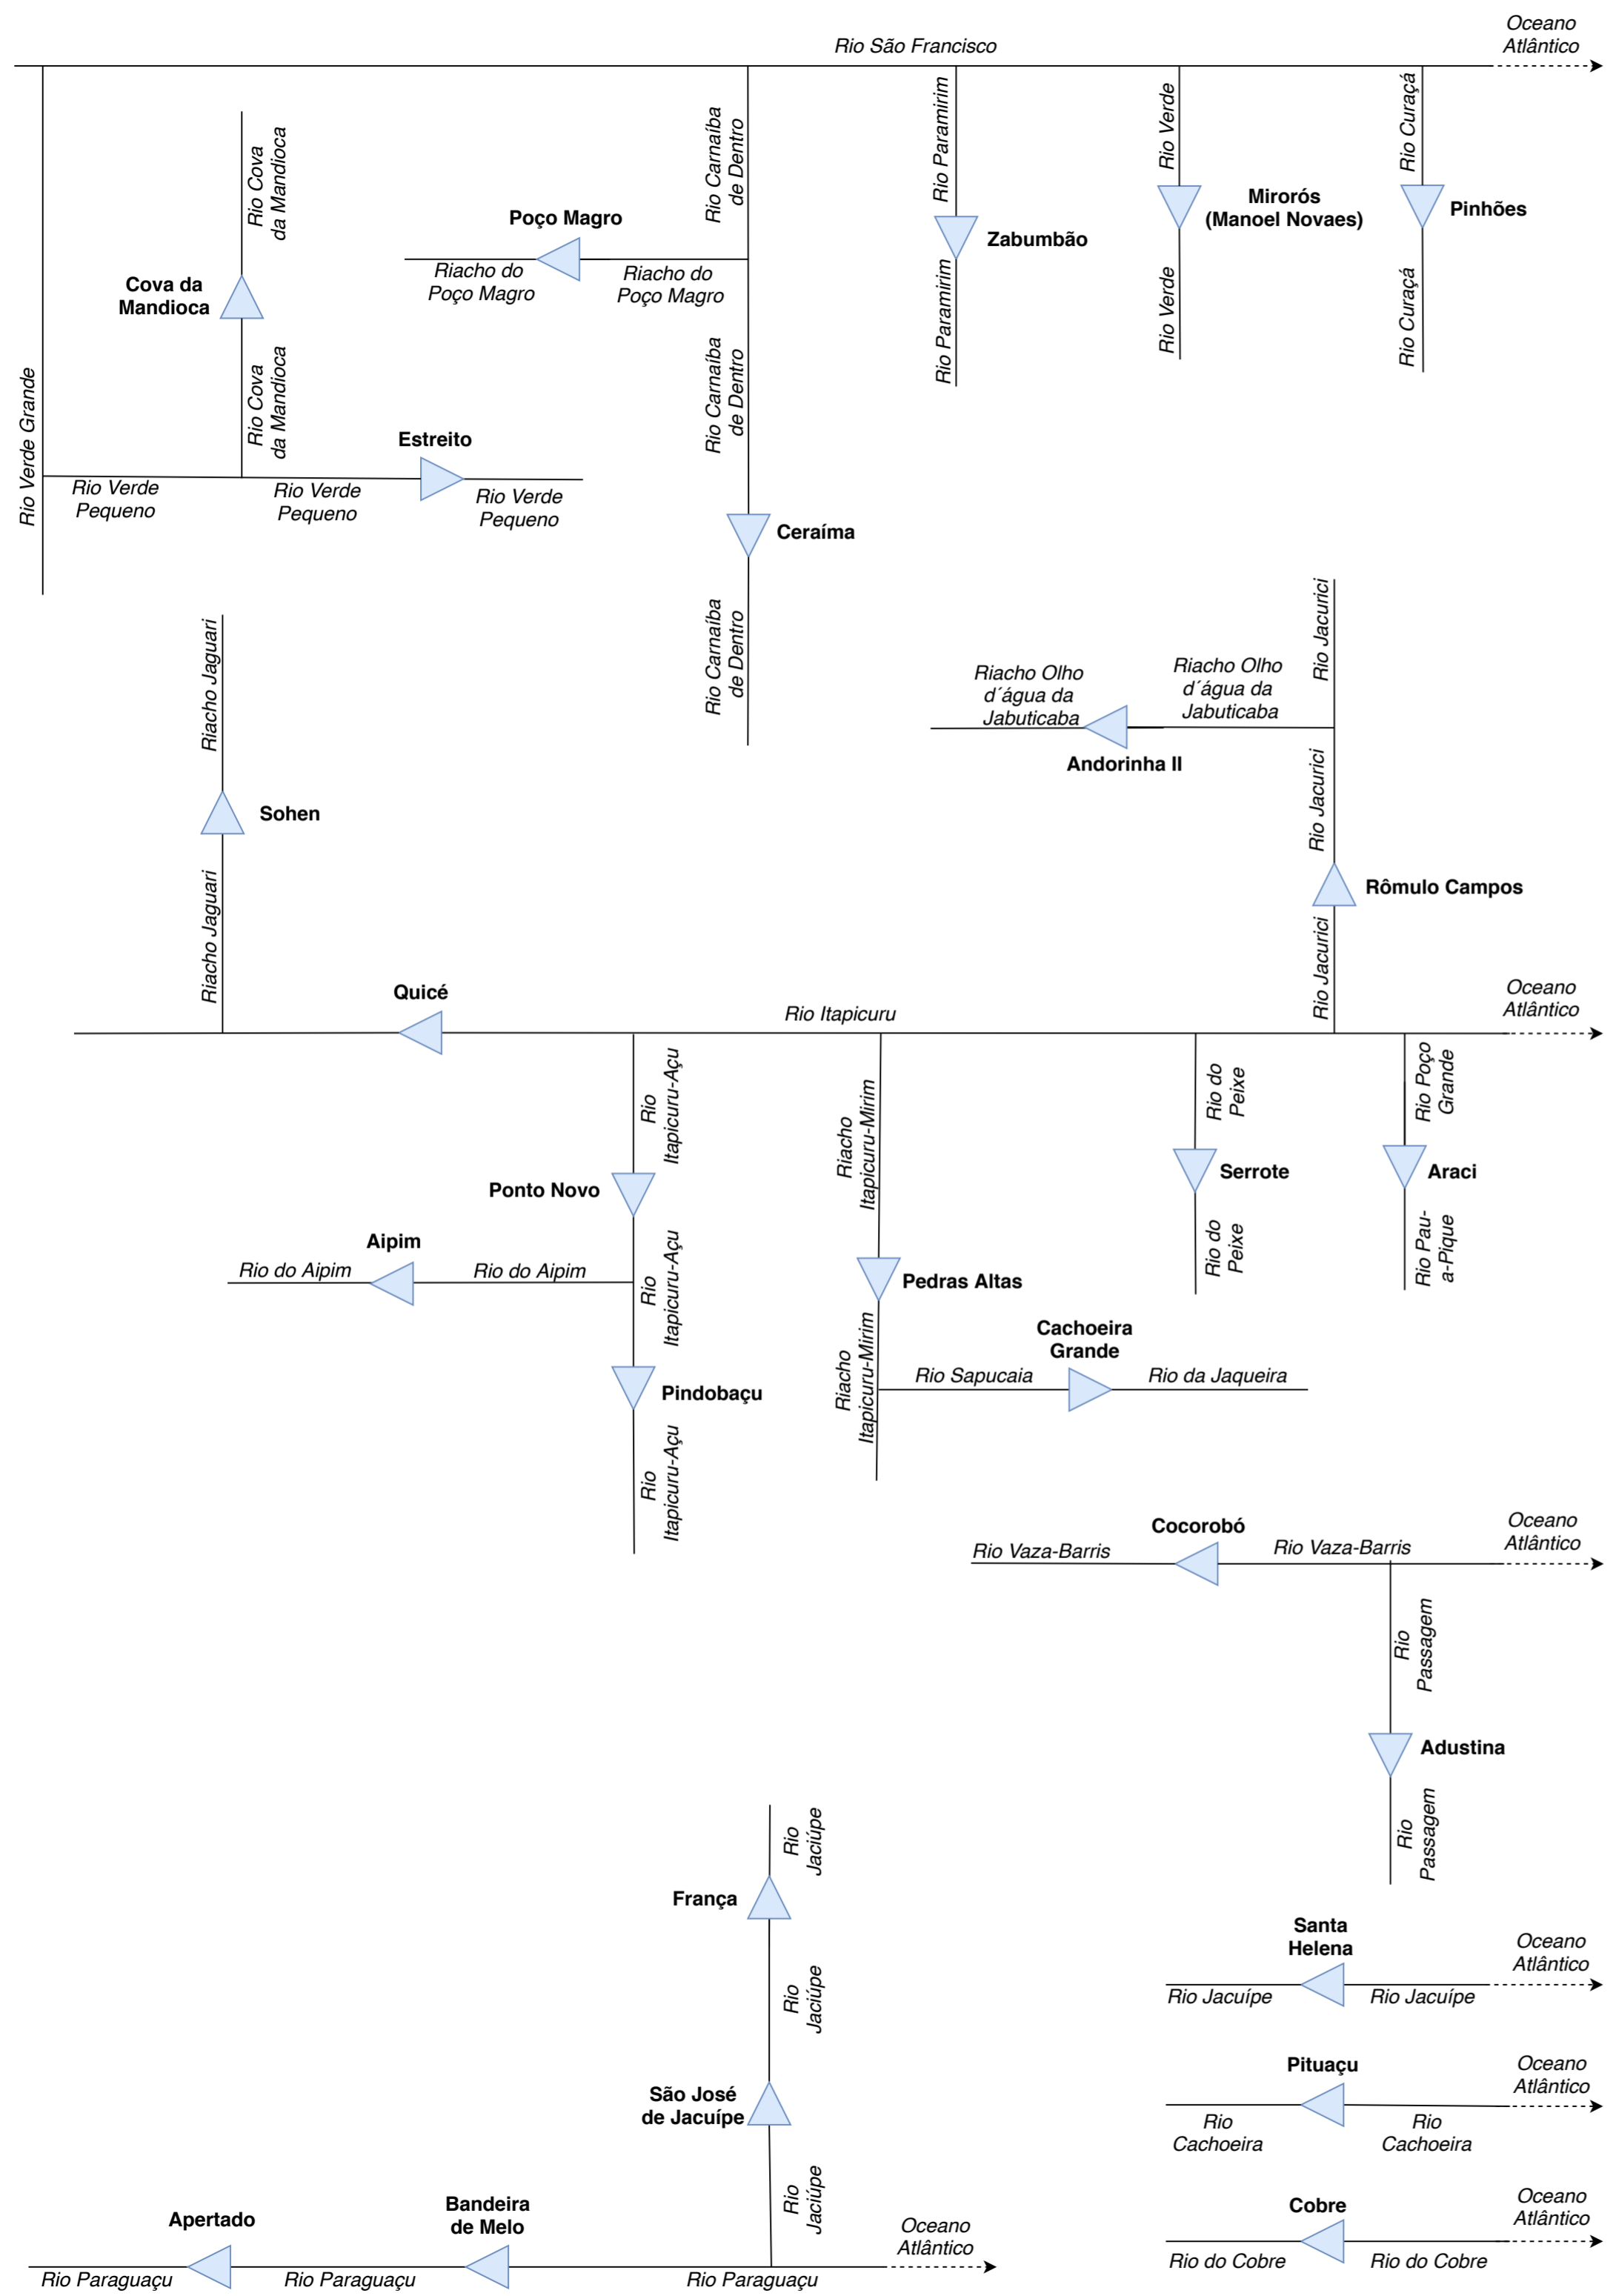 Oceano
Atlântico
Rio São Francisco
Rio Verde Grande
Rio Cova
da Mandioca
Cova da
Mandioca
Rio Cova
da Mandioca
Rio Verde
Pequeno
Rio Verde
Pequeno
Estreito
Rio Verde
Pequeno
Rio Carnaíba
de Dentro
Poço Magro
Riacho do
Poço Magro
Riacho do
Poço Magro
Rio Carnaíba
de Dentro
Ceraíma
Rio Carnaíba
de Dentro
Rio Paramirim
Zabumbão
Rio Paramirim
Rio Verde
Mirorós
(Manoel Novaes)
Rio Verde
Rio Curaçá
Pinhões
Rio Curaçá
Riacho Jaguari
Sohen
Riacho Jaguari
Rio Jacurici
Riacho Olho
d´água da
Jabuticaba
Riacho Olho
d´água da
Jabuticaba
Andorinha II
Rio Jacurici
Rômulo Campos
Rio Jacurici
Quicé
Rio Itapicuru
Oceano
Atlântico
Rio
Itapicuru-Açu
Ponto Novo
Aipim
Rio do Aipim
Rio do Aipim
Rio
Itapicuru-Açu
Pindobaçu
Rio
Itapicuru-Açu
Riacho
Itapicuru-Mirim
Pedras Altas
Riacho
Itapicuru-Mirim
Cachoeira
Grande
Rio Sapucaia
Rio da Jaqueira
Rio do
Peixe
Serrote
Rio do
Peixe
Rio Poço
Grande
Araci
Rio Pau-
a-Pique
Cocorobó
Rio Vaza-Barris
Rio Vaza-Barris
Oceano
Atlântico
Rio
Passagem
Adustina
Rio
Passagem
Rio
Jaciúpe
França
Rio
Jaciúpe
São José
de Jacuípe
Rio
Jaciúpe
Apertado
Bandeira
de Melo
Rio Paraguaçu
Rio Paraguaçu
Rio Paraguaçu
Oceano
Atlântico
Santa
Helena
Oceano
Atlântico
Rio Jacuípe
Rio Jacuípe
Pituaçu
Oceano
Atlântico
Rio
Cachoeira
Rio
Cachoeira
Cobre
Oceano
Atlântico
Rio do Cobre
Rio do Cobre